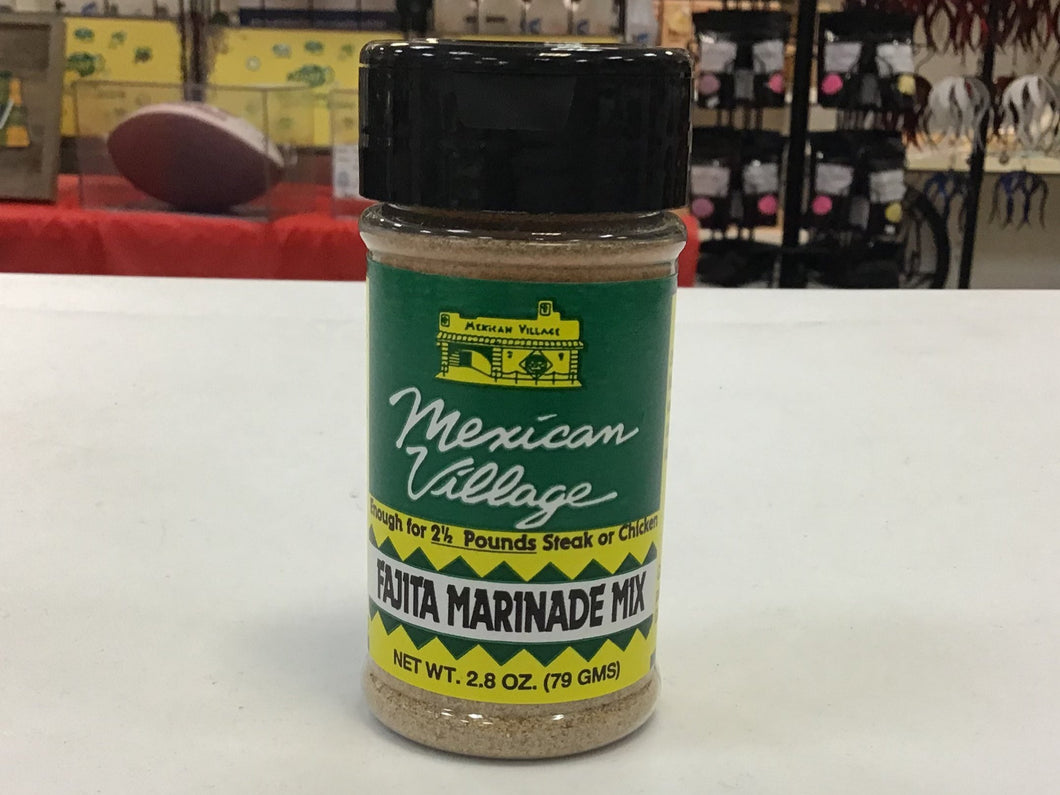 MEXICAN VILLAGE
Mexican
Village
Enough for 2½ Pounds Steak or Chicken
FAJITA MARINADE MIX
NET WT. 2.8 OZ. (79 GMS)